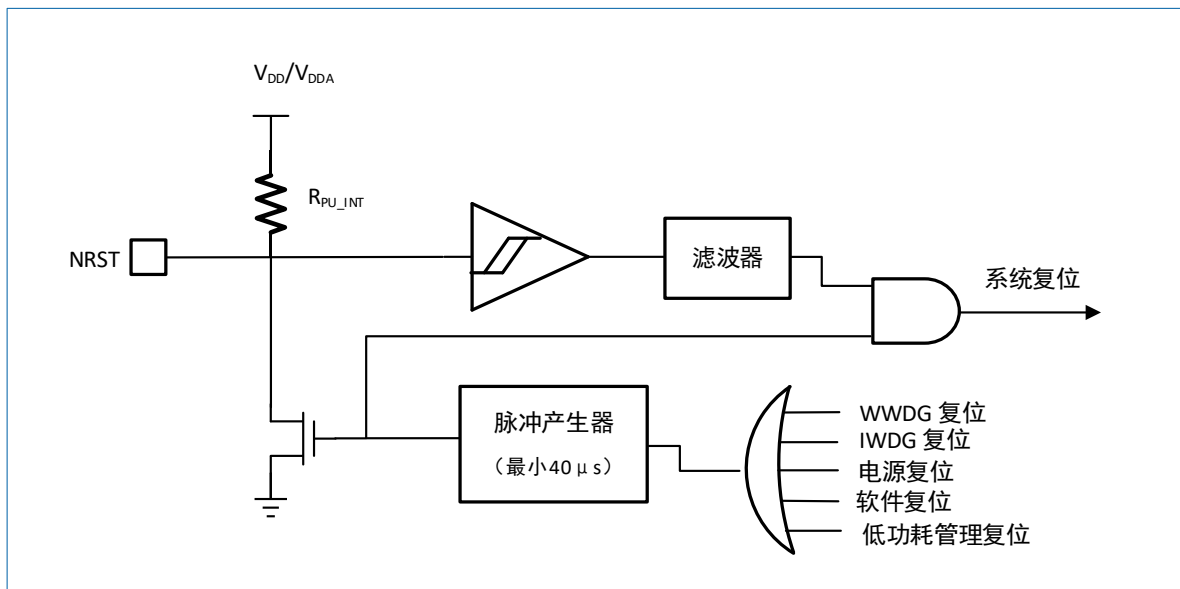 VDD/VDDA
RPU_INT
NRST
滤波器
系统复位
脉冲产生器
（最小40μs）
WWDG 复位
IWDG 复位
电源复位
软件复位
低功耗管理复位